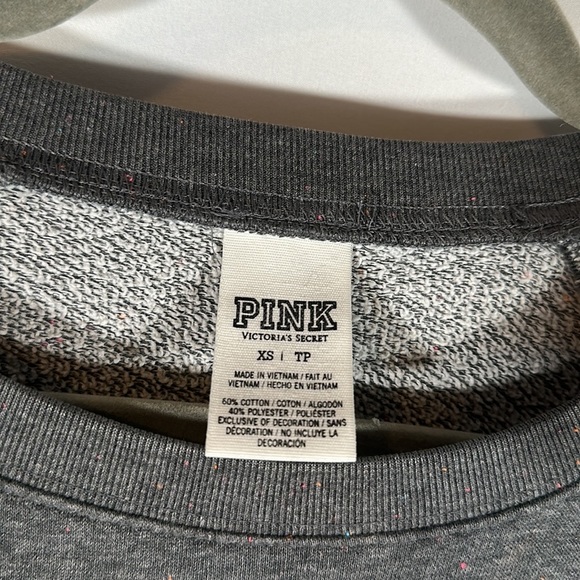 PINK
VICTORIA'S SECRET
XS | TP
MADE IN VIETNAM / FAIT AU
VIETNAM / HECHO EN VIETNAM
60% COTTON / COTON / ALGODÓN
40% POLYESTER / POLIÉSTER
EXCLUSIVE OF DECORATION / SANS
DÉCORATION / NO INCLUYE LA
DECORACIÓN